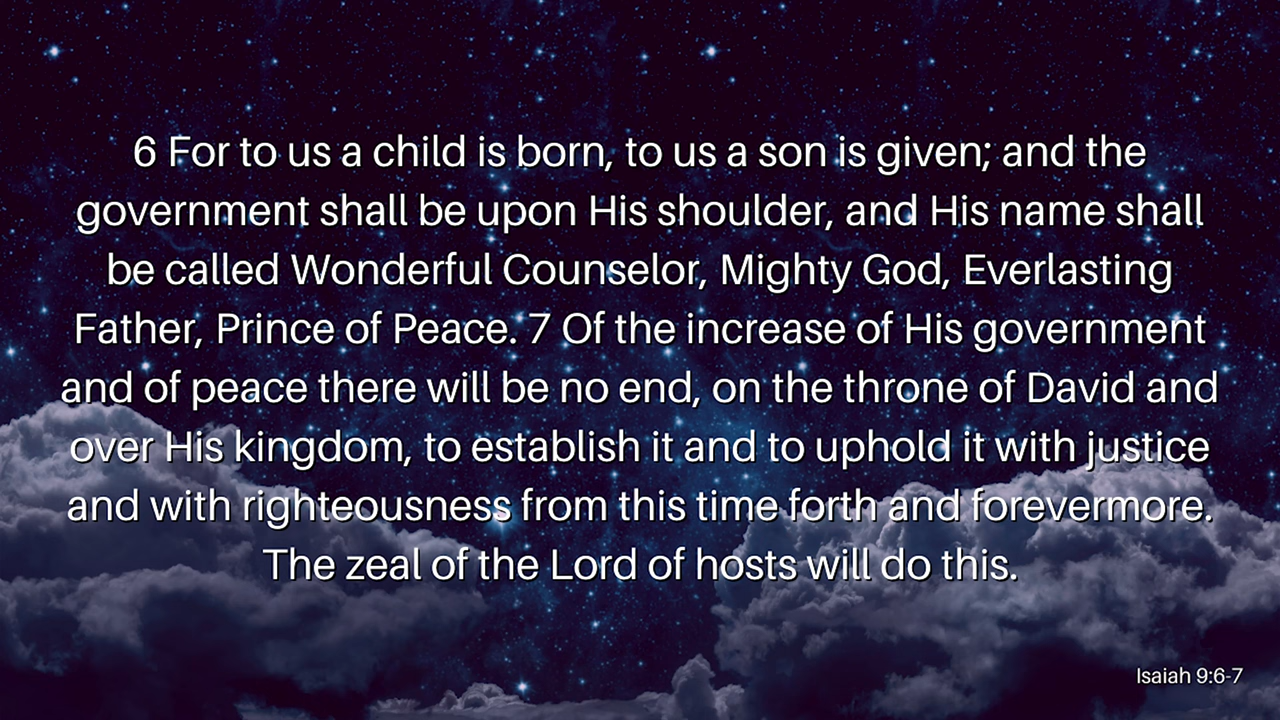 6 For to us a child is born, to us a son is given; and the
government shall be upon His shoulder, and His name shall
be called Wonderful Counselor, Mighty God, Everlasting
Father, Prince of Peace. 7 Of the increase of His government
and of peace there will be no end, on the throne of David and
over His kingdom, to establish it and to uphold it with justice
and with righteousness from this time forth and forevermore.
The zeal of the Lord of hosts will do this.
Isaiah 9:6-7